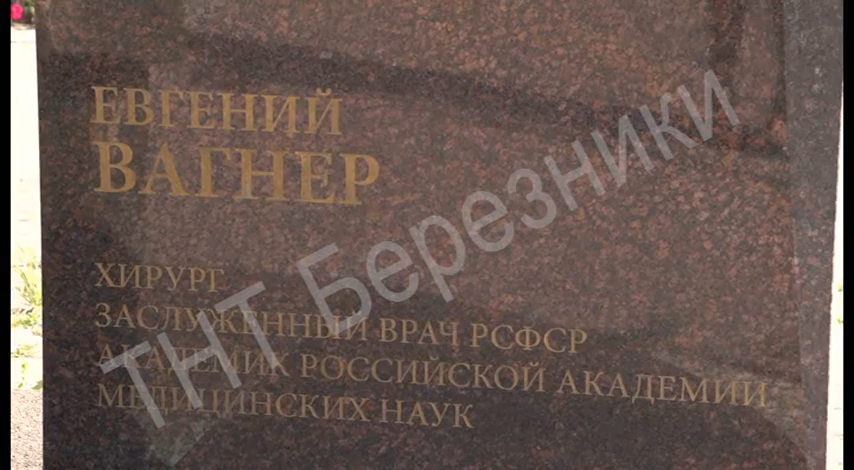 ЕВГЕНИЙ
ВАГНЕР
ХИРУРГ
ЗАСЛУЖЕННЫЙ ВРАЧ РСФСР
АКАДЕМИК РОССИЙСКОЙ АКАДЕМИИ
МЕДИЦИНСКИХ НАУК
ТНТ Березники